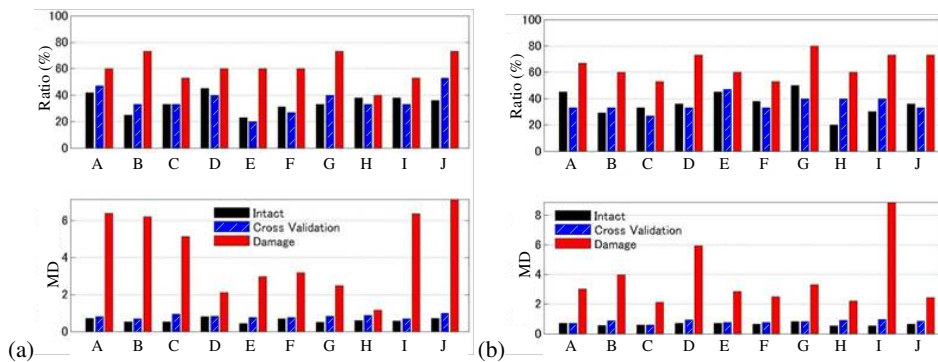 100
80
60
40
20
0
Ratio (%)
A B C D E F G H I J
6
4
2
0
MD
Intact
Cross Validation
Damage
A B C D E F G H I J
(a)
100
80
60
40
20
0
Ratio (%)
A B C D E F G H I J
8
6
4
2
0
MD
Intact
Cross Validation
Damage
A B C D E F G H I J
(b)